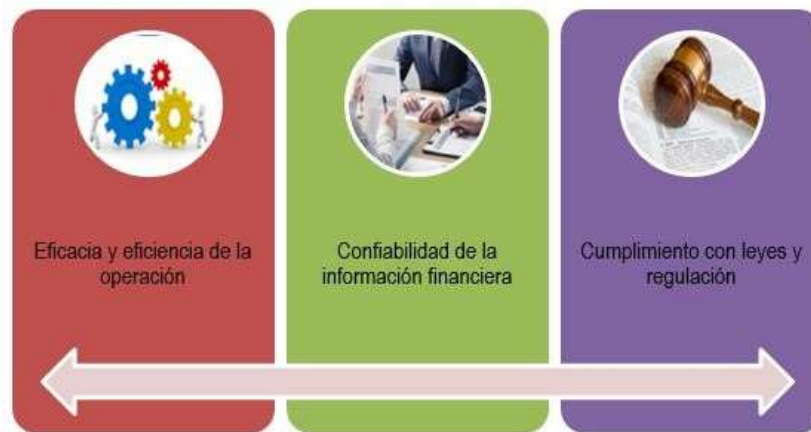 Eficacia y eficiencia de la
operación
Confiabilidad de la
información financiera
Cumplimiento con leyes y
regulación